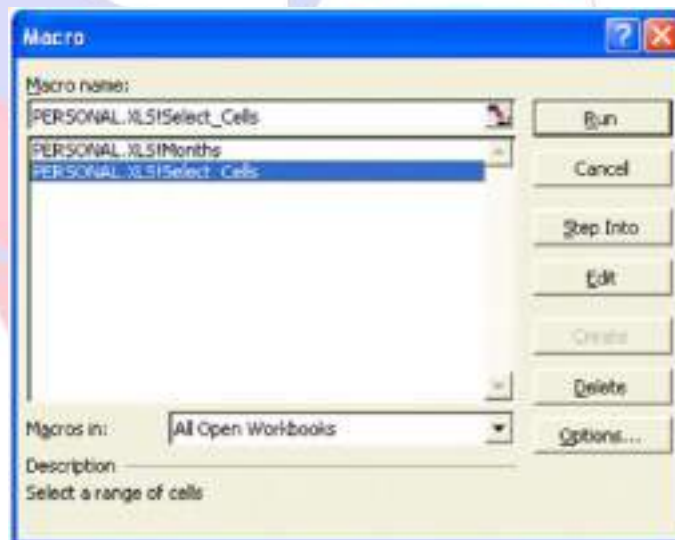 Macro
Macro name:
PERSONAL.XLS!Select_Cells
PERSONAL.XLS!Months
PERSONAL.XLS!Select_Cells
Run
Cancel
Step Into
Edit
Create
Delete
Options...
Macros in:
All Open Workbooks
Description
Select a range of cells